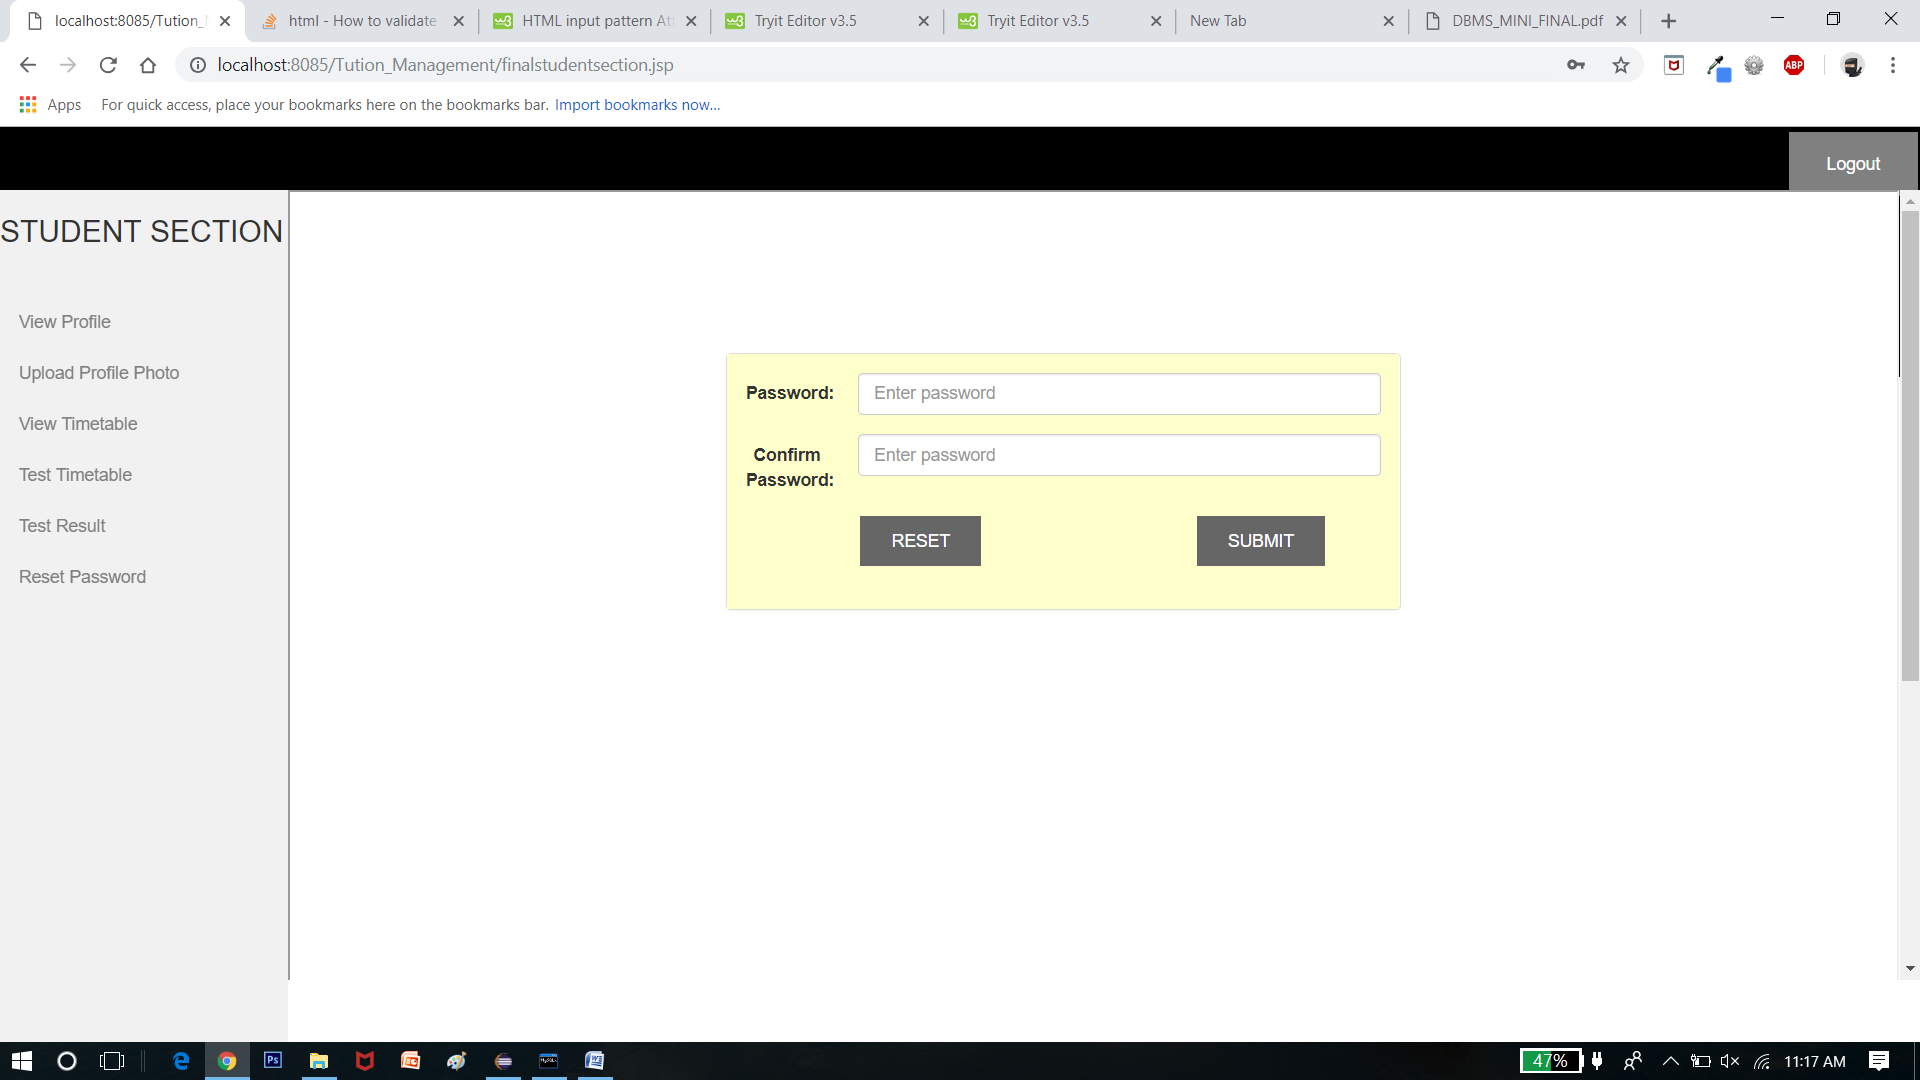 localhost:8085/Tution_
html - How to validate
HTML input pattern Att
Tryit Editor v3.5
Tryit Editor v3.5
New Tab
DBMS_MINI_FINAL.pdf
localhost:8085/Tution_Management/finalstudentsection.jsp
ABP
Apps
For quick access, place your bookmarks here on the bookmarks bar. Import bookmarks now...
Logout
STUDENT SECTION
View Profile
Upload Profile Photo
View Timetable
Test Timetable
Test Result
Reset Password
Password:
Enter password
Confirm
Password:
Enter password
RESET
SUBMIT
Ps
47%
11:17 AM